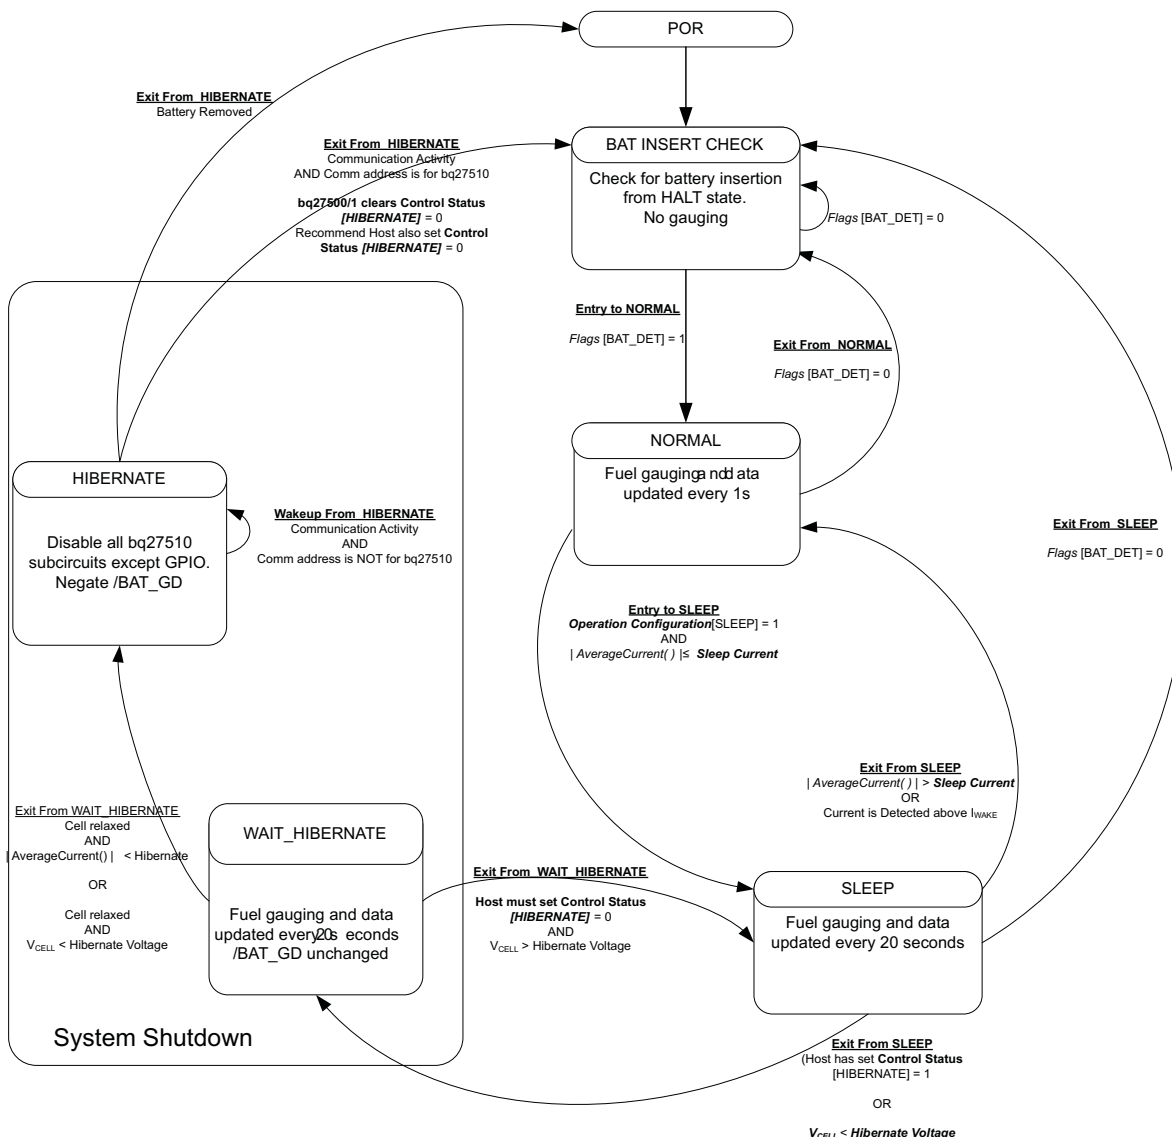 POR
Exit From  HIBERNATE
Battery Removed
Exit From  HIBERNATE
Communication Activity
AND Comm address is for bq27510
bq27500/1 clears Control Status
[HIBERNATE] = 0
Recommend Host also set Control
Status [HIBERNATE] = 0
BAT INSERT CHECK
Check for battery insertion
from HALT state.
No gauging
Flags [BAT_DET] = 0
Entry to NORMAL
Flags [BAT_DET] = 1
Exit From  NORMAL
Flags [BAT_DET] = 0
NORMAL
Fuel gauging and data
updated every 1s
HIBERNATE
Disable all bq27510
subcircuits except GPIO.
Negate /BAT_GD
Wakeup From  HIBERNATE
Communication Activity
AND
Comm address is NOT for bq27510
Exit From  SLEEP
Flags [BAT_DET] = 0
Entry to SLEEP
Operation Configuration[SLEEP] = 1
AND
| AverageCurrent( ) |≤  Sleep Current
Exit From SLEEP
| AverageCurrent( ) | > Sleep Current
OR
Current is Detected above IWAKE
Exit From WAIT_HIBERNATE
Cell relaxed
AND
| AverageCurrent() |   < Hibernate
OR
Cell relaxed
AND
VCELL < Hibernate Voltage
WAIT_HIBERNATE
Fuel gauging and data
updated every 20 seconds
/BAT_GD unchanged
Exit From  WAIT_HIBERNATE
Host must set Control Status
[HIBERNATE] = 0
AND
VCELL > Hibernate Voltage
SLEEP
Fuel gauging and data
updated every 20 seconds
System Shutdown
Exit From SLEEP
(Host has set Control Status
[HIBERNATE] = 1
OR
VCELL < Hibernate Voltage